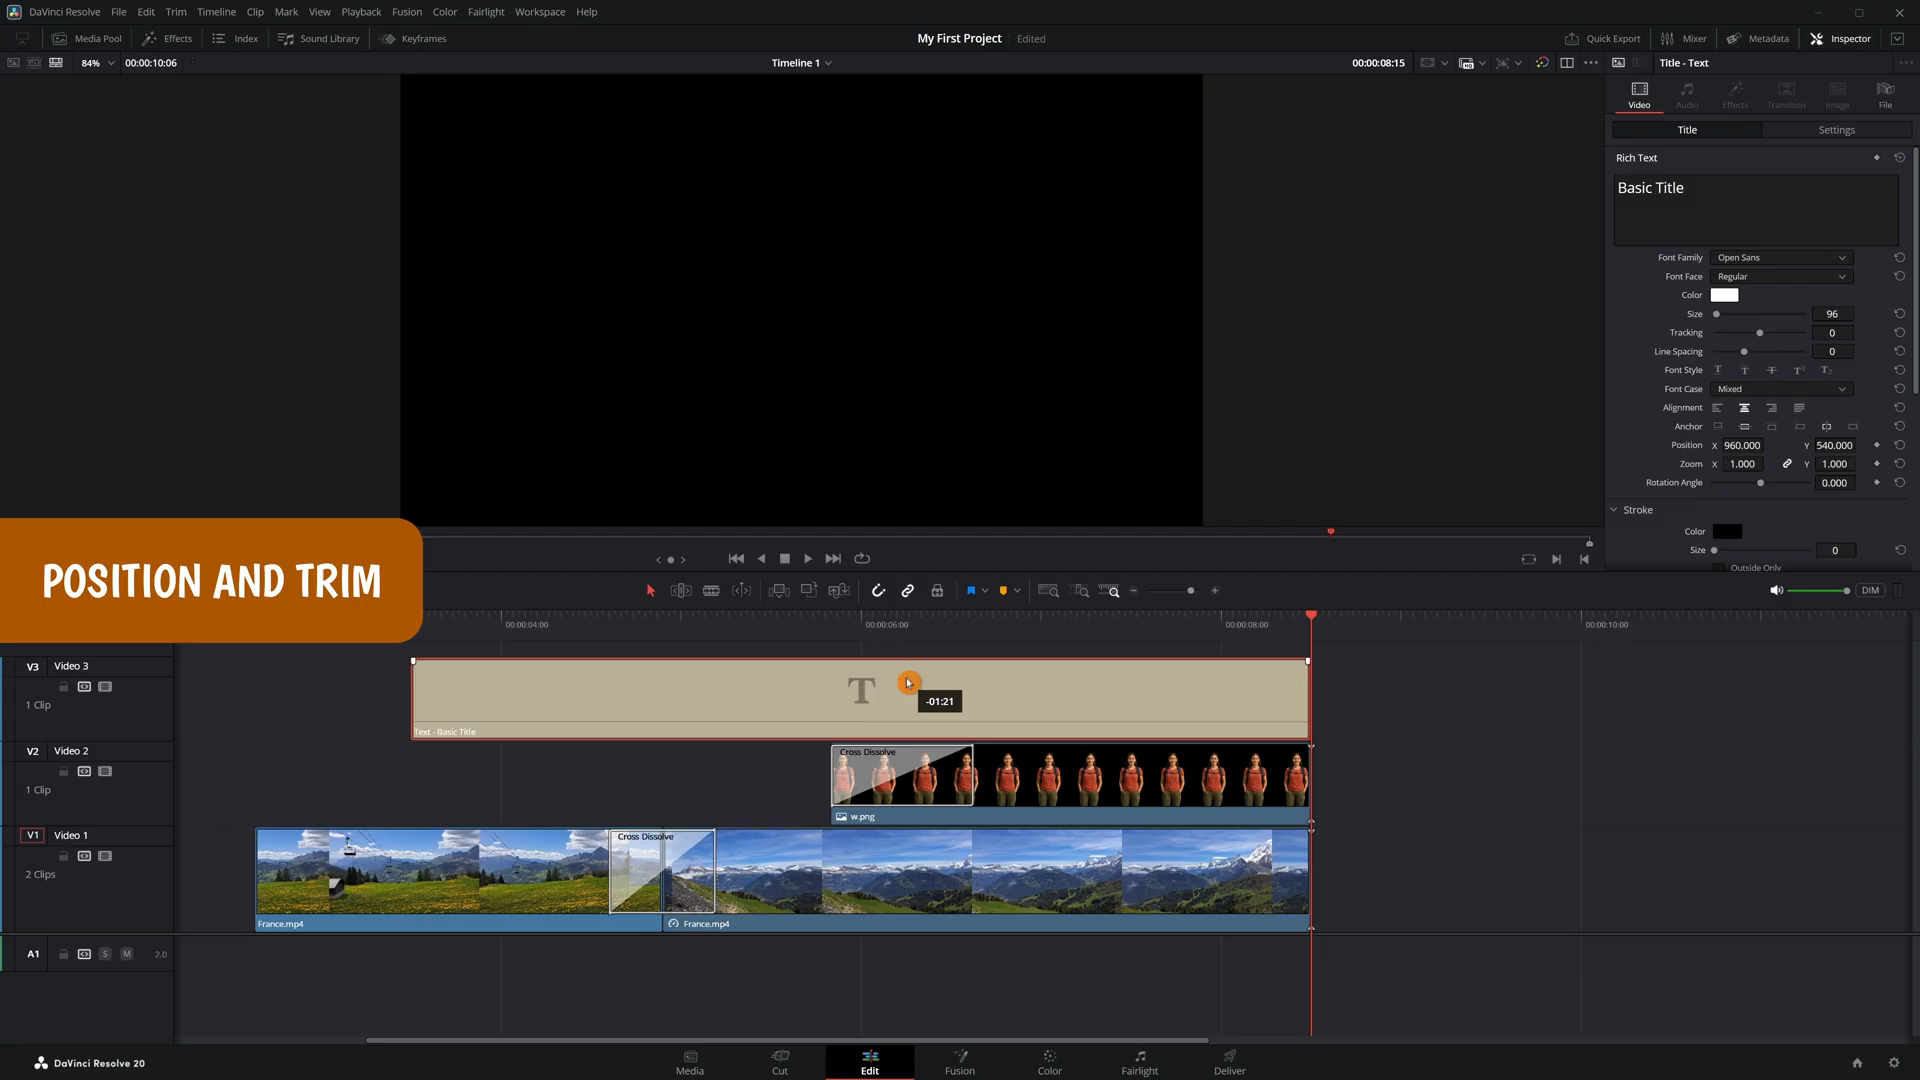 DaVinci Resolve File Edit Trim Timeline Clip Mark View Playback Fusion Color Fairlight Workspace Help
Media Pool Effects Index Sound Library Keyframes My First Project Edited Quick Export Mixer Metadata Inspector
84% 00:00:10:06 Timeline 1 00:00:08:15 Title - Text
Video Audio Effects Transition Image File
Title Settings
Rich Text
Basic Title
Font Family Open Sans
Font Face Regular
Color
Size 96
Tracking 0
Line Spacing 0
Font Style
Font Case Mixed
Alignment
Anchor
Position X 960.000 Y 540.000
Zoom X 1.000 Y 1.000
Rotation Angle 0.000
Stroke
Color
Size 0
Outside Only
POSITION AND TRIM
DIM
00:00:04:00 00:00:06:00 00:00:08:00 00:00:10:00
V3 Video 3
1 Clip
T
-01:21
Text - Basic Title
V2 Video 2
1 Clip
Cross Dissolve
w.png
V1 Video 1
2 Clips
Cross Dissolve
France.mp4 France.mp4
A1 S M 2.0
DaVinci Resolve 20
Media Cut Edit Fusion Color Fairlight Deliver